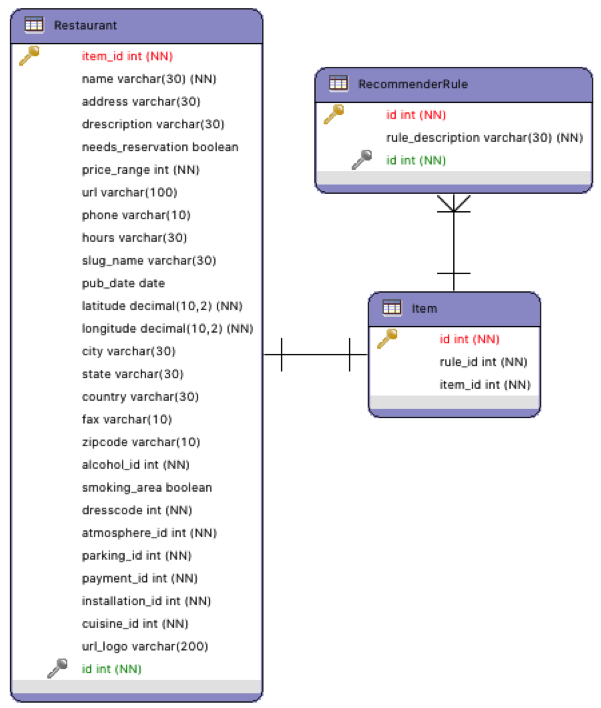 Restaurant
item_id int (NN)
name varchar(30) (NN)
address varchar(30)
drescription varchar(30)
needs_reservation boolean
price_range int (NN)
url varchar(100)
phone varchar(10)
hours varchar(30)
slug_name varchar(30)
pub_date date
latitude decimal(10,2) (NN)
longitude decimal(10,2) (NN)
city varchar(30)
state varchar(30)
country varchar(30)
fax varchar(10)
zipcode varchar(10)
alcohol_id int (NN)
smoking_area boolean
dresscode int (NN)
atmosphere_id int (NN)
parking_id int (NN)
payment_id int (NN)
installation_id int (NN)
cuisine_id int (NN)
url_logo varchar(200)
id int (NN)
RecommenderRule
id int (NN)
rule_description varchar(30) (NN)
id int (NN)
Item
id int (NN)
rule_id int (NN)
item_id int (NN)